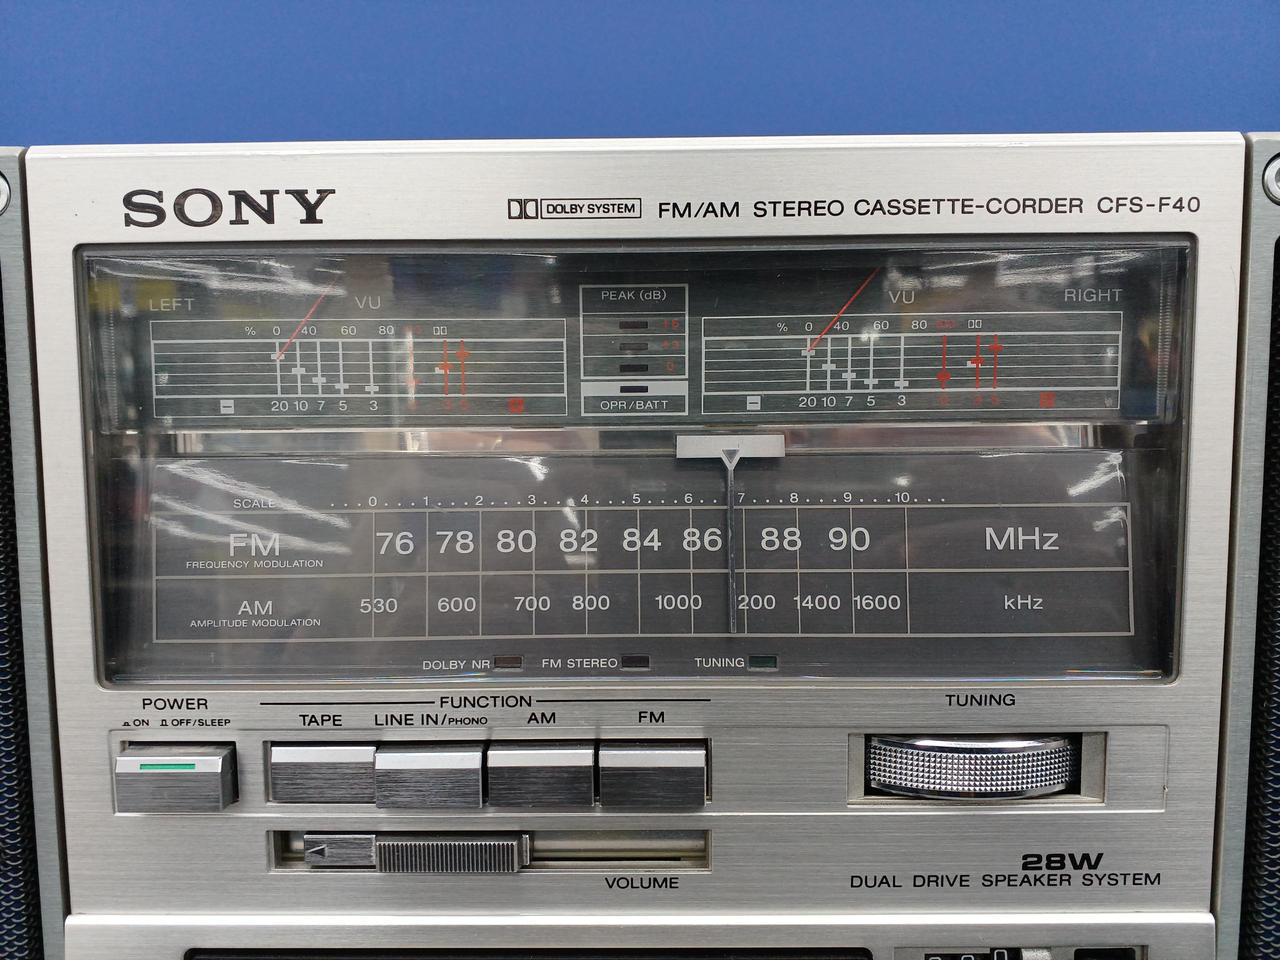 SONY
DOLBY SYSTEM FM/AM STEREO CASSETTE-CORDER CFS-F40
LEFT VU
% 0 40 60 80
20 10 7 5 3
PEAK (dB)
+3
0
OPR/BATT
VU RIGHT
% 0 40 60 80
20 10 7 5 3
SCALE 0 1 2 3 4 5 6 7 8 9 10
FM 76 78 80 82 84 86 88 90 MHz
FREQUENCY MODULATION
AM 530 600 700 800 1000 200 1400 1600 kHz
AMPLITUDE MODULATION
DOLBY NR FM STEREO TUNING
POWER
ON OFF/SLEEP
FUNCTION
TAPE LINE IN/PHONO AM FM
TUNING
VOLUME
28W
DUAL DRIVE SPEAKER SYSTEM